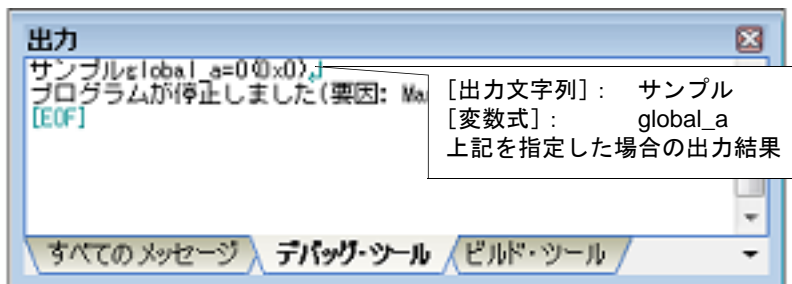 出力
サンプルglobal_a=0(0x0)↓
プログラムが停止しました(要因: Ma
[EOF]
[出力文字列]： サンプル
[変数式]： global_a
上記を指定した場合の出力結果
すべてのメッセージ デバッグ・ツール ビルド・ツール